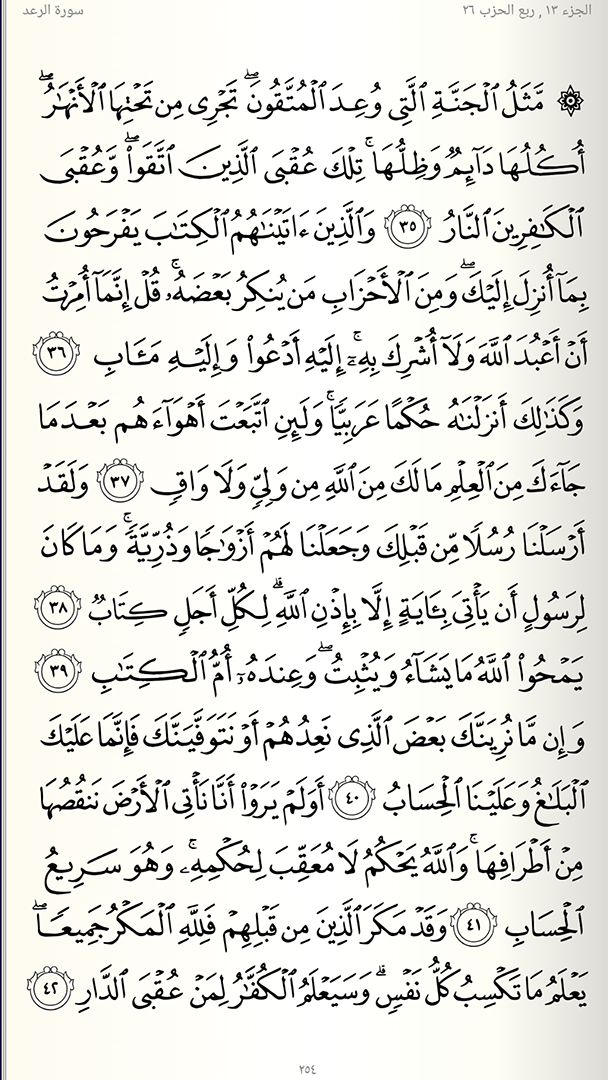 الجزء ١٣ , ربع الحزب ٢٦ سورة الرعد
۞ مَّثَلُ ٱلْجَنَّةِ ٱلَّتِى وُعِدَ ٱلْمُتَّقُونَ ۖ تَجْرِى مِن تَحْتِهَا ٱلْأَنْهَـٰرُ ۖ
أُكُلُهَا دَآئِمٌ وَظِلُّهَا ۚ تِلْكَ عُقْبَى ٱلَّذِينَ ٱتَّقَوا۟ ۖ وَّعُقْبَى
ٱلْكَـٰفِرِينَ ٱلنَّارُ ٣٥ وَٱلَّذِينَ ءَاتَيْنَـٰهُمُ ٱلْكِتَـٰبَ يَفْرَحُونَ
بِمَآ أُنزِلَ إِلَيْكَ ۖ وَمِنَ ٱلْأَحْزَابِ مَن يُنكِرُ بَعْضَهُۥ ۚ قُلْ إِنَّمَآ أُمِرْتُ
أَنْ أَعْبُدَ ٱللَّهَ وَلَآ أُشْرِكَ بِهِۦٓ ۚ إِلَيْهِ أَدْعُوا۟ وَإِلَيْهِ مَـَٔابِ ٣٦
وَكَذَٰلِكَ أَنزَلْنَـٰهُ حُكْمًا عَرَبِيًّا ۚ وَلَئِنِ ٱتَّبَعْتَ أَهْوَآءَهُم بَعْدَمَا
جَآءَكَ مِنَ ٱلْعِلْمِ مَا لَكَ مِنَ ٱللَّهِ مِن وَلِىٍّ وَلَا وَاقٍ ٣٧ وَلَقَدْ
أَرْسَلْنَا رُسُلًا مِّن قَبْلِكَ وَجَعَلْنَا لَهُمْ أَزْوَٰجًا وَذُرِّيَّةً ۚ وَمَا كَانَ
لِرَسُولٍ أَن يَأْتِىَ بِـَٔايَةٍ إِلَّا بِإِذْنِ ٱللَّهِ ۗ لِكُلِّ أَجَلٍ كِتَابٌ ٣٨
يَمْحُوا۟ ٱللَّهُ مَا يَشَآءُ وَيُثْبِتُ ۖ وَعِندَهُۥٓ أُمُّ ٱلْكِتَـٰبِ ٣٩
وَإِن مَّا نُرِيَنَّكَ بَعْضَ ٱلَّذِى نَعِدُهُمْ أَوْ نَتَوَفَّيَنَّكَ فَإِنَّمَا عَلَيْكَ
ٱلْبَلَـٰغُ وَعَلَيْنَا ٱلْحِسَابُ ٤٠ أَوَلَمْ يَرَوْا۟ أَنَّا نَأْتِى ٱلْأَرْضَ نَنقُصُهَا
مِنْ أَطْرَافِهَا ۚ وَٱللَّهُ يَحْكُمُ لَا مُعَقِّبَ لِحُكْمِهِۦ ۚ وَهُوَ سَرِيعُ
ٱلْحِسَابِ ٤١ وَقَدْ مَكَرَ ٱلَّذِينَ مِن قَبْلِهِمْ فَلِلَّهِ ٱلْمَكْرُ جَمِيعًا ۖ
يَعْلَمُ مَا تَكْسِبُ كُلُّ نَفْسٍ ۗ وَسَيَعْلَمُ ٱلْكُفَّـٰرُ لِمَنْ عُقْبَى ٱلدَّارِ ٤٢
٢٥٤